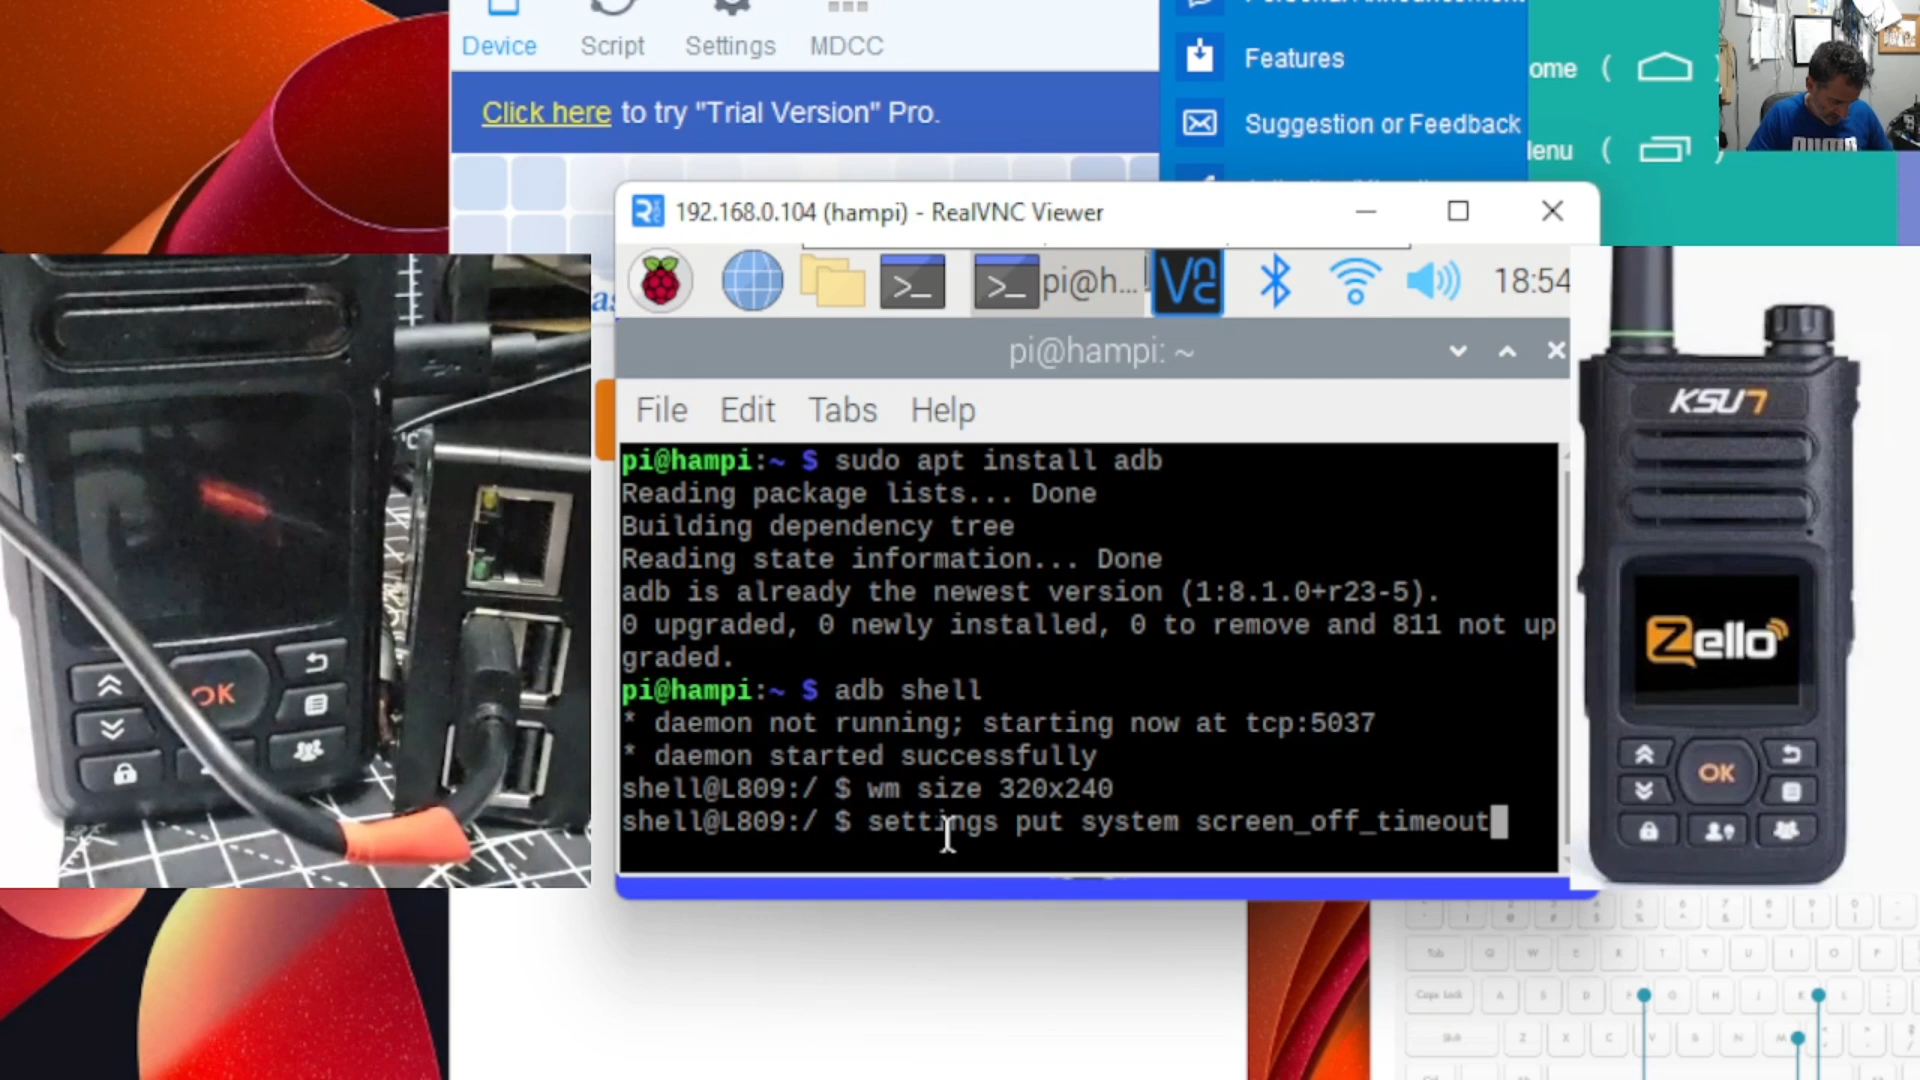 Device Script Settings MDCC
Click here to try "Trial Version" Pro.
Features
Suggestion or Feedback
ome (
enu ( )
192.168.0.104 (hampi) - RealVNC Viewer
pi@h... 18:54
pi@hampi: ~
File Edit Tabs Help
pi@hampi:~ $ sudo apt install adb
Reading package lists... Done
Building dependency tree
Reading state information... Done
adb is already the newest version (1:8.1.0+r23-5).
0 upgraded, 0 newly installed, 0 to remove and 811 not up
graded.
pi@hampi:~ $ adb shell
* daemon not running; starting now at tcp:5037
* daemon started successfully
shell@L809:/ $ wm size 320x240
shell@L809:/ $ settings put system screen_off_timeout
OK
KSU7
Zello
OK